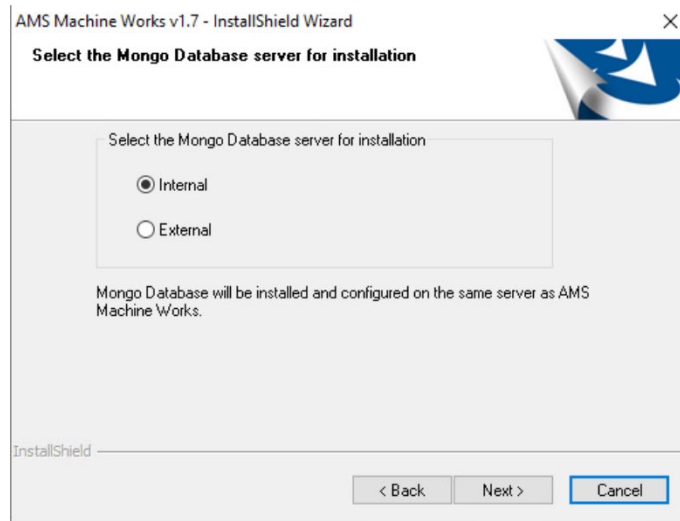 AMS Machine Works v1.7 - InstallShield Wizard
Select the Mongo Database server for installation
Select the Mongo Database server for installation
Internal
External
Mongo Database will be installed and configured on the same server as AMS
Machine Works.
InstallShield
< Back Next > Cancel